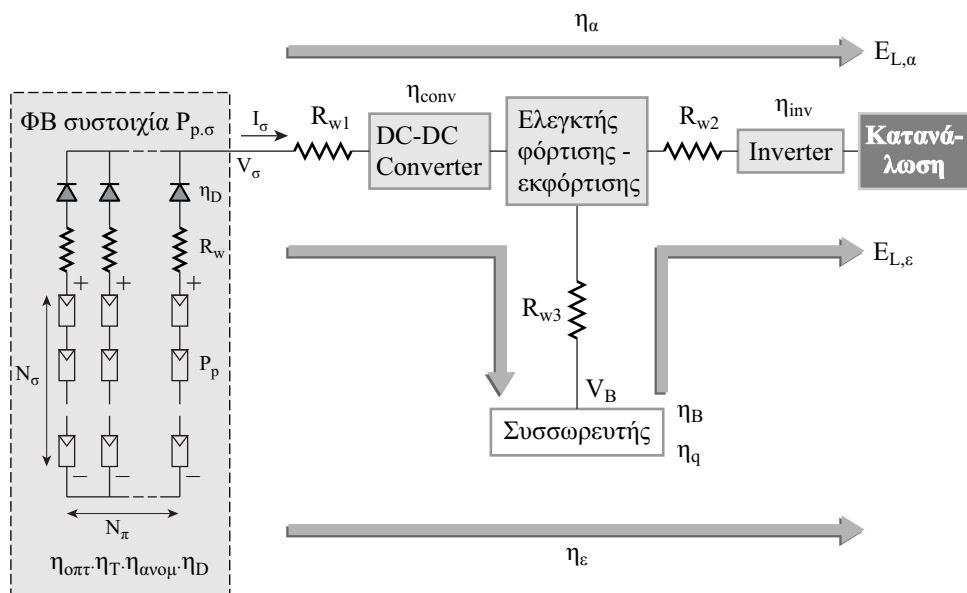 η_α
E_L,α
ΦΒ συστοιχία P_p.σ
I_σ
V_σ
R_w1
η_conv
DC-DC
Converter
Ελεγκτής
φόρτισης -
εκφόρτισης
R_w2
η_inv
Inverter
Κατανά-
λωση
η_D
R_w
+ + +
N_σ
P_p
− − −
N_π
η_οπτ·η_T·η_ανομ·η_D
E_L,ε
R_w3
V_B
Συσσωρευτής
η_B
η_q
η_ε